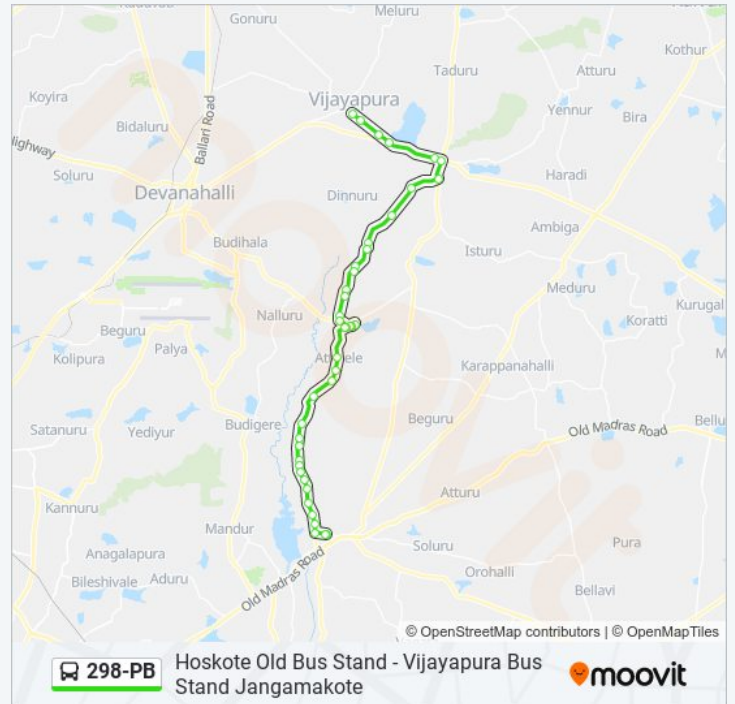 Gonuru
Meluru
Kothur
Taduru
Atturu
Koyira
Vijayapura
Yennur
Bira
Bidaluru
Ballari Road
Soluru
Haradi
Devanahalli
Dinnuru
Ambiga
Budihala
Isturu
Meduru
Kurugal
Nalluru
Koratti
Beguru
Palya
Kolipura
Karappanahalli
Beguru
Old Madras Road
Satanuru
Yediyur
Budigere
Atturu
Kannuru
Mandur
Pura
Anagalapura
Soluru
Bileshivale
Aduru
Orohalli
Old Madras Road
Bellavi
© OpenStreetMap contributors | © OpenMapTiles
298-PB
Hoskote Old Bus Stand - Vijayapura Bus
Stand Jangamakote
moovit